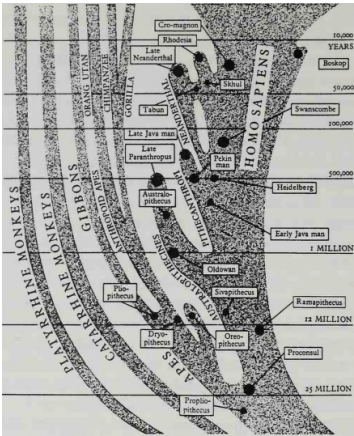 Cro-magnon
Rhodesia
10,000
YEARS
Late
Neanderthal
Boskop
Skhul
50,000
Tabun
Swanscombe
100,000
Late Java man
Late
Paranthropus
Pekin
man
500,000
Heidelberg
Australo-
pithecus
Early Java man
1 MILLION
Oldowan
Sivapithecus
Plio-
pithecus
Ramapithecus
12 MILLION
Dryo-
pithecus
Oreo-
pithecus
Proconsul
25 MILLION
Proplio-
pithecus
PLATYRRHINE MONKEYS
CATARRHINE MONKEYS
GIBBONS
ORANG UTAN
CHIMPANZEE
ANTHROPOID APES
GORILLA
APES
AUSTRALOPITHECINES
PITHECANTHROPI
NEANDERTHAL
HOMO SAPIENS